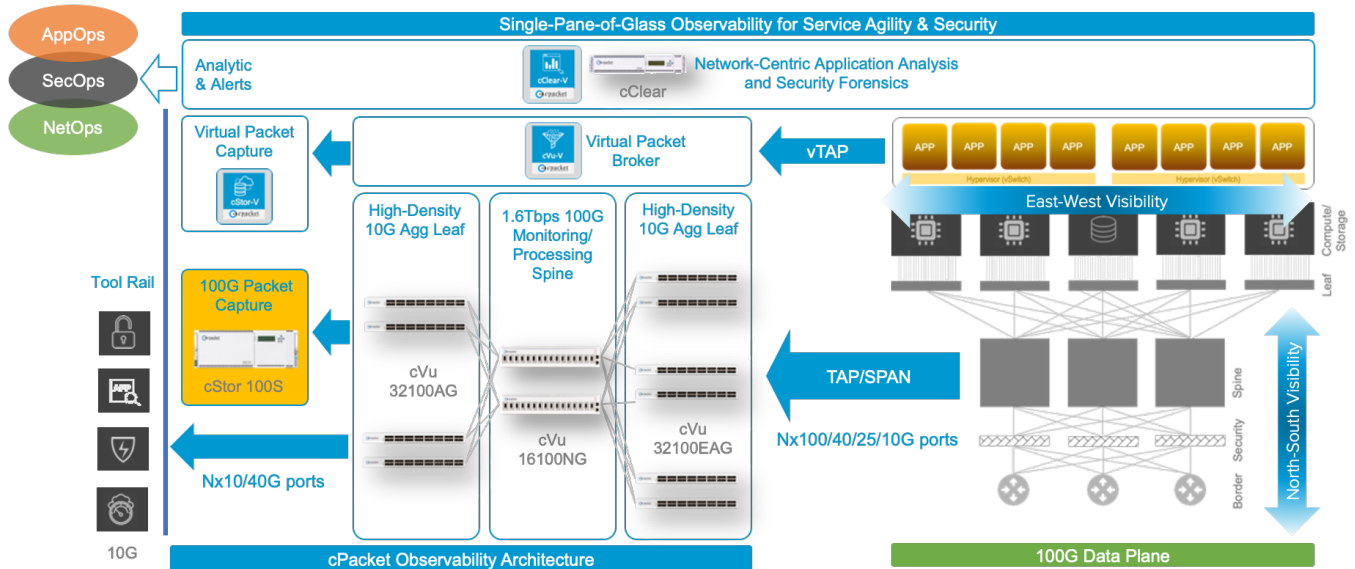 AppOps
SecOps
NetOps
Single-Pane-of-Glass Observability for Service Agility & Security
Analytic
& Alerts
cClear-V
cpacket
cClear
Network-Centric Application Analysis
and Security Forensics
Virtual Packet
Capture
cStor-V
cpacket
cVu-V
cpacket
Virtual Packet
Broker
vTAP
APP APP APP APP APP APP APP APP
Hypervisor (vSwitch) Hypervisor (vSwitch)
East-West Visibility
Compute/
Storage
Leaf
Spine
Security
Border
North-South Visibility
High-Density
10G Agg Leaf
1.6Tbps 100G
Monitoring/
Processing
Spine
High-Density
10G Agg Leaf
Tool Rail
APP
10G
100G Packet
Capture
cpacket
cStor 100S
cVu
32100AG
cVu
16100NG
cVu
32100EAG
TAP/SPAN
Nx100/40/25/10G ports
Nx10/40G ports
cPacket Observability Architecture
100G Data Plane